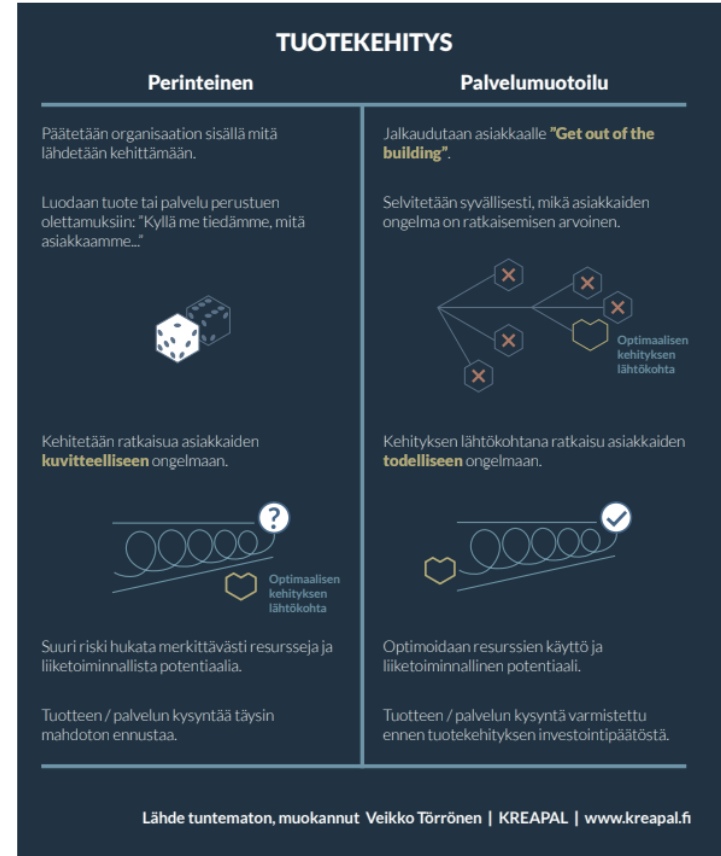 TUOTEKEHITYS
Perinteinen
Päätetään organisaation sisällä mitä
lähdetään kehittämään.
Luodaan tuote tai palvelu perustuen
olettamuksiin: "Kyllä me tiedämme, mitä
asiakkaamme..."
Kehitetään ratkaisua asiakkaiden
kuvitteelliseen ongelmaan.
?
Optimaalisen
kehityksen
lähtökohta
Suuri riski hukata merkittävästi resursseja ja
liiketoiminnallista potentiaalia.
Tuotteen / palvelun kysyntää täysin
mahdoton ennustaa.
Palvelumuotoilu
Jalkaudutaan asiakkaalle "Get out of the
building".
Selvitetään syvällisesti, mikä asiakkaiden
ongelma on ratkaisemisen arvoinen.
Optimaalisen
kehityksen
lähtökohta
Kehityksen lähtökohtana ratkaisu asiakkaiden
todelliseen ongelmaan.
Optimoidaan resurssien käyttö ja
liiketoiminnallinen potentiaali.
Tuotteen / palvelun kysyntä varmistettu
ennen tuotekehityksen investointipäätöstä.
Lähde tuntematon, muokannut Veikko Törrönen | KREAPAL | www.kreapal.fi